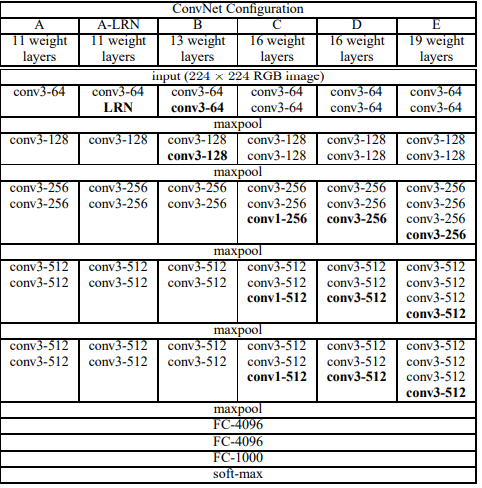 ConvNet Configuration
A A-LRN B C D E
11 weight 11 weight 13 weight 16 weight 16 weight 19 weight
layers layers layers layers layers layers
input (224 × 224 RGB image)
conv3-64 conv3-64 conv3-64 conv3-64 conv3-64 conv3-64
LRN conv3-64 conv3-64 conv3-64 conv3-64
maxpool
conv3-128 conv3-128 conv3-128 conv3-128 conv3-128 conv3-128
conv3-128 conv3-128 conv3-128 conv3-128
maxpool
conv3-256 conv3-256 conv3-256 conv3-256 conv3-256 conv3-256
conv3-256 conv3-256 conv3-256 conv3-256 conv3-256 conv3-256
conv1-256 conv3-256 conv3-256
conv3-256
maxpool
conv3-512 conv3-512 conv3-512 conv3-512 conv3-512 conv3-512
conv3-512 conv3-512 conv3-512 conv3-512 conv3-512 conv3-512
conv1-512 conv3-512 conv3-512
conv3-512
maxpool
conv3-512 conv3-512 conv3-512 conv3-512 conv3-512 conv3-512
conv3-512 conv3-512 conv3-512 conv3-512 conv3-512 conv3-512
conv1-512 conv3-512 conv3-512
conv3-512
maxpool
FC-4096
FC-4096
FC-1000
soft-max